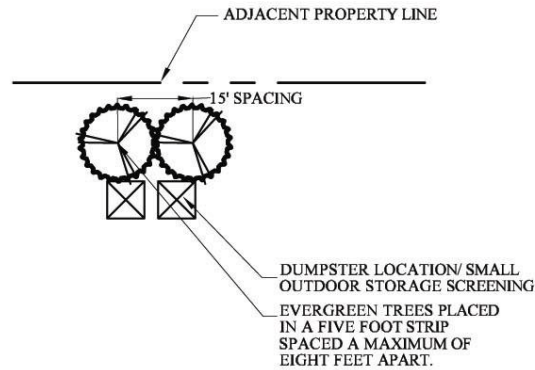 ADJACENT PROPERTY LINE
15' SPACING
DUMPSTER LOCATION/ SMALL
OUTDOOR STORAGE SCREENING
EVERGREEN TREES PLACED
IN A FIVE FOOT STRIP
SPACED A MAXIMUM OF
EIGHT FEET APART.